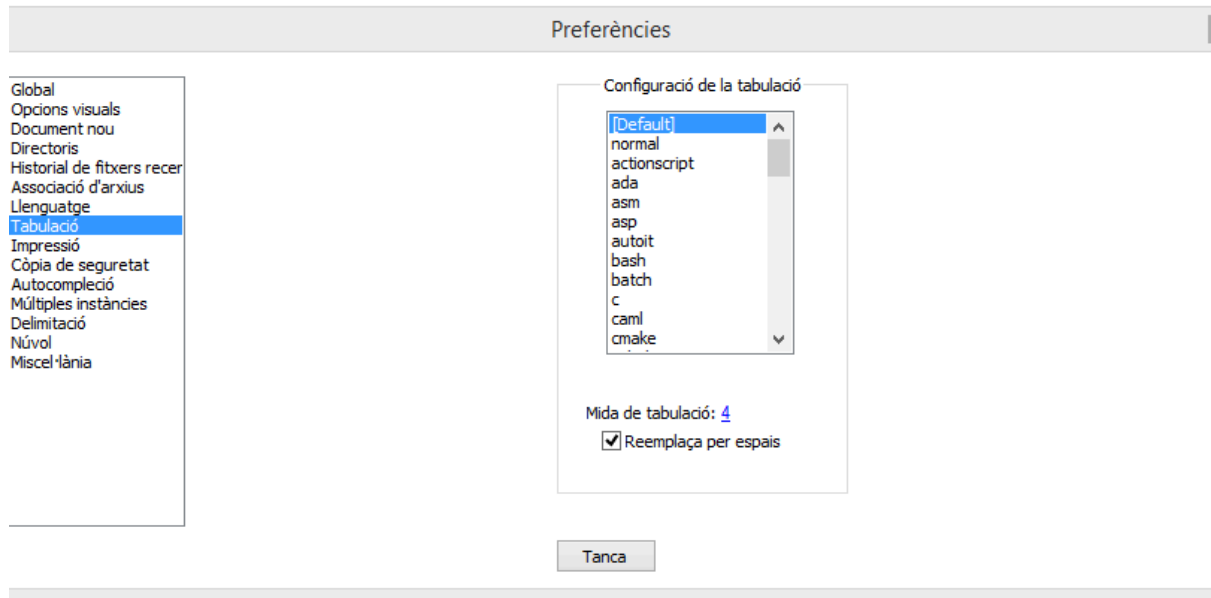 Preferències
Global
Opcions visuals
Document nou
Directoris
Historial de fitxers recer
Associació d'arxius
Llenguatge
Tabulació
Impressió
Còpia de seguretat
Autocompleció
Múltiples instàncies
Delimitació
Núvol
Miscel·lània
Configuració de la tabulació
[Default]
normal
actionscript
ada
asm
asp
autoit
bash
batch
c
caml
cmake
Mida de tabulació: 4
Reemplaça per espais
Tanca